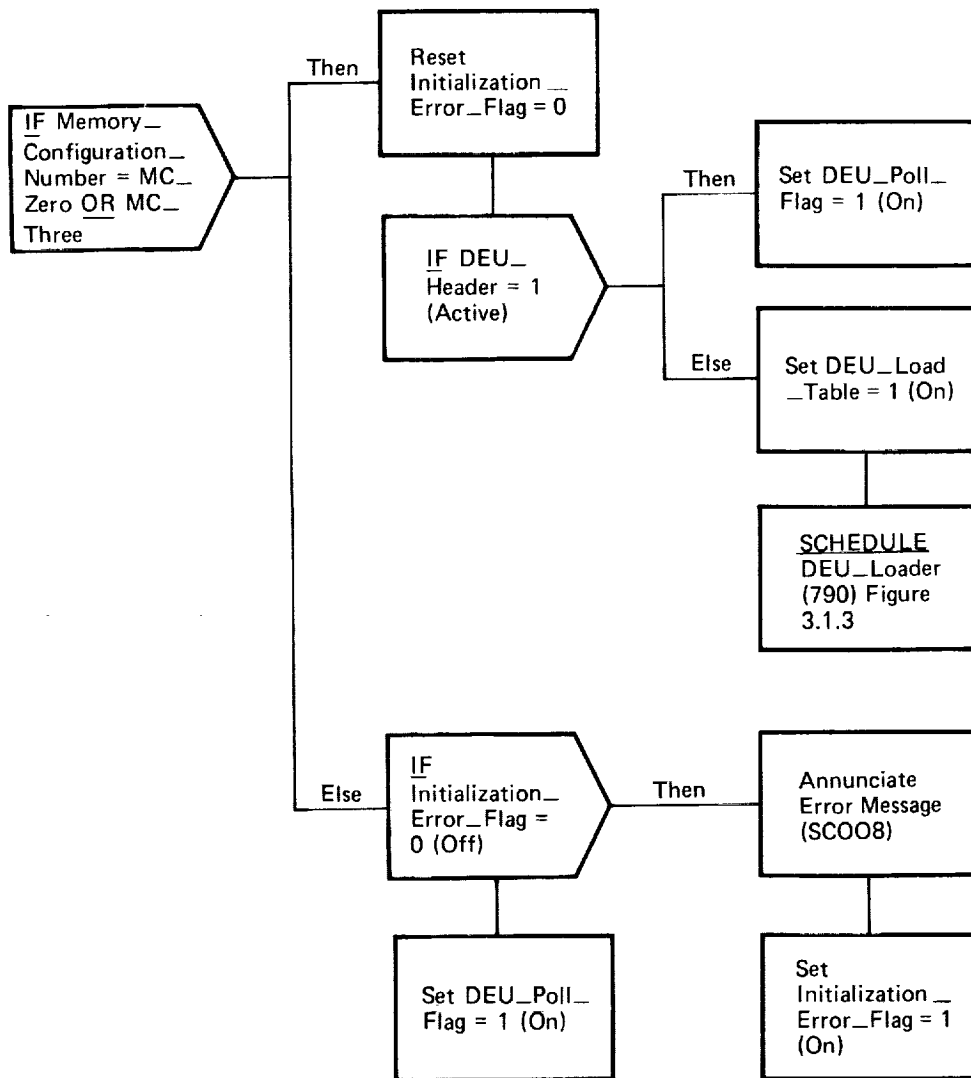 IF Memory_
Configuration_
Number = MC_
Zero OR MC_
Three
Then
Reset
Initialization_
Error_Flag = 0
IF DEU_
Header = 1
(Active)
Then
Set DEU_Poll_
Flag = 1 (On)
Else
Set DEU_Load
_Table = 1 (On)
SCHEDULE
DEU_Loader
(790) Figure
3.1.3
Else
IF
Initialization_
Error_Flag =
0 (Off)
Then
Annunciate
Error Message
(SCOO8)
Set DEU_Poll_
Flag = 1 (On)
Set
Initialization_
Error_Flag = 1
(On)